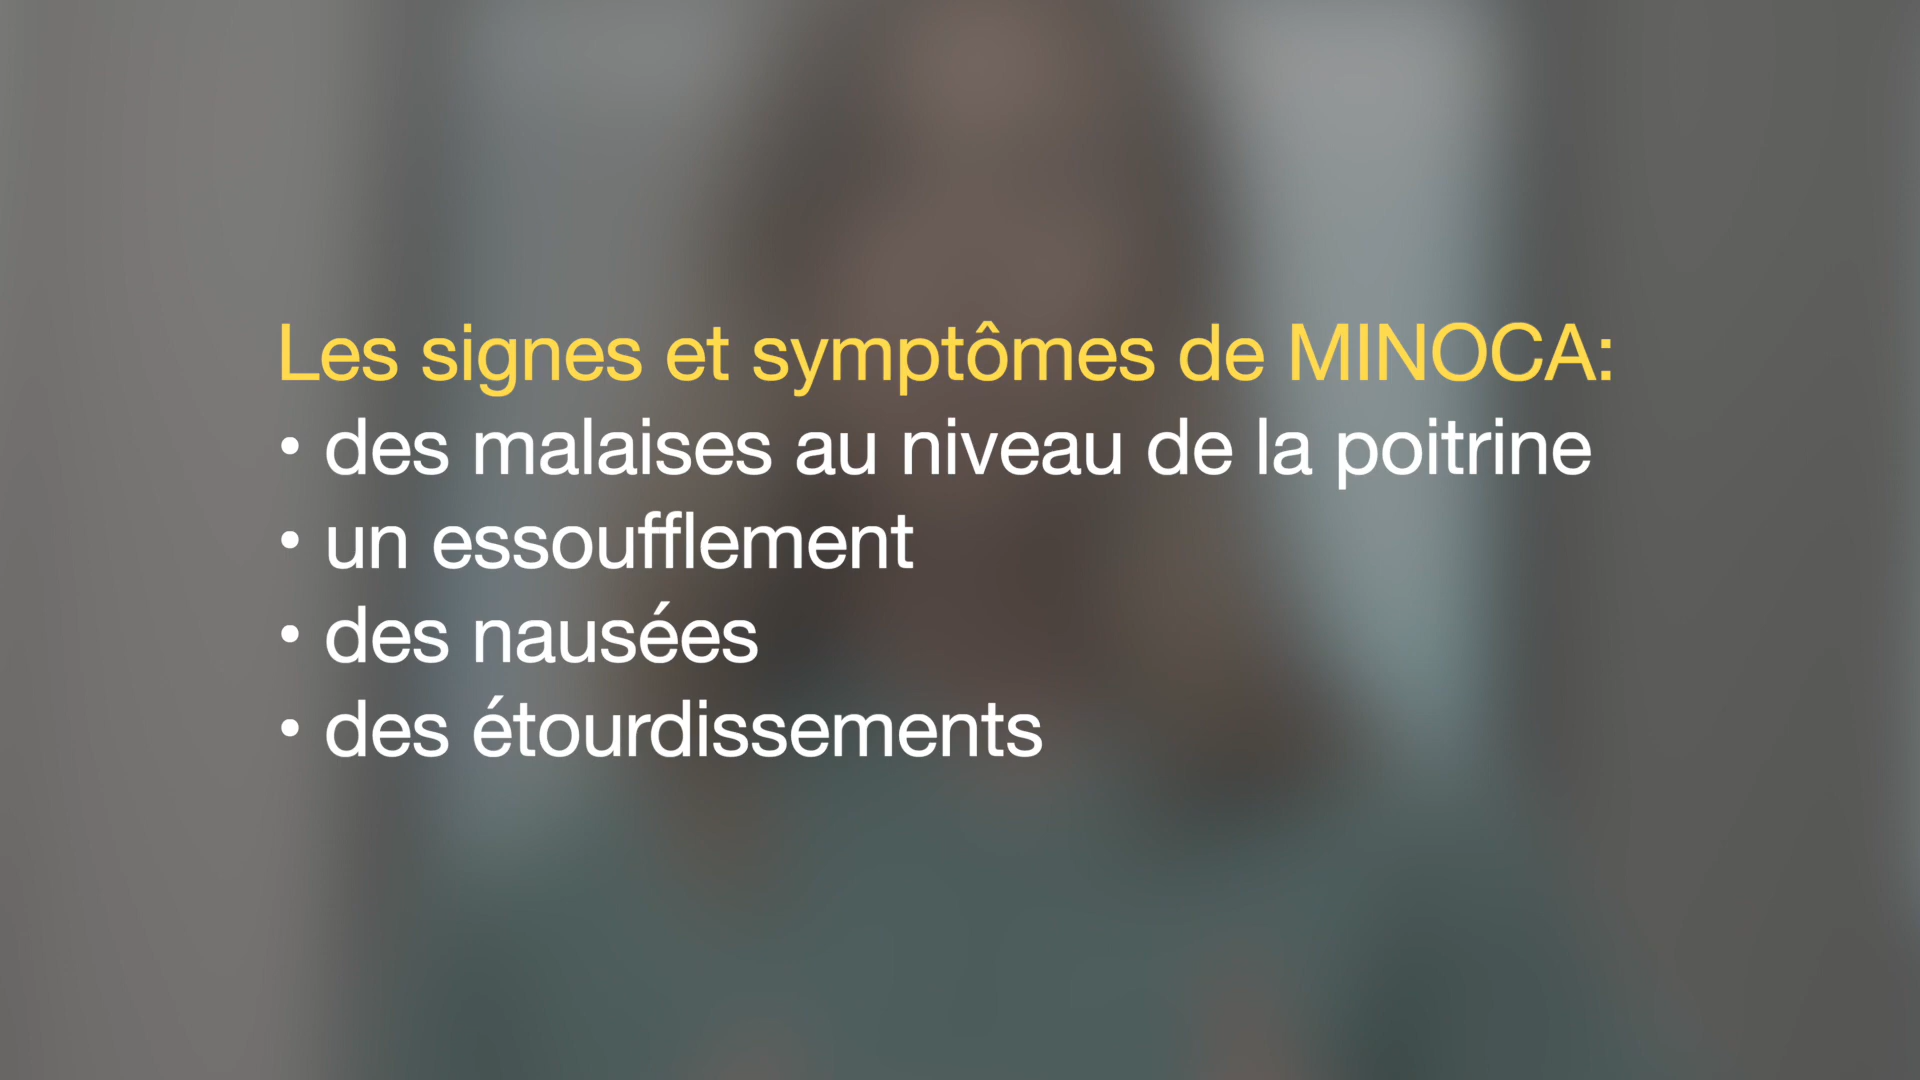 Les signes et symptômes de MINOCA:
• des malaises au niveau de la poitrine
• un essoufflement
• des nausées
• des étourdissements